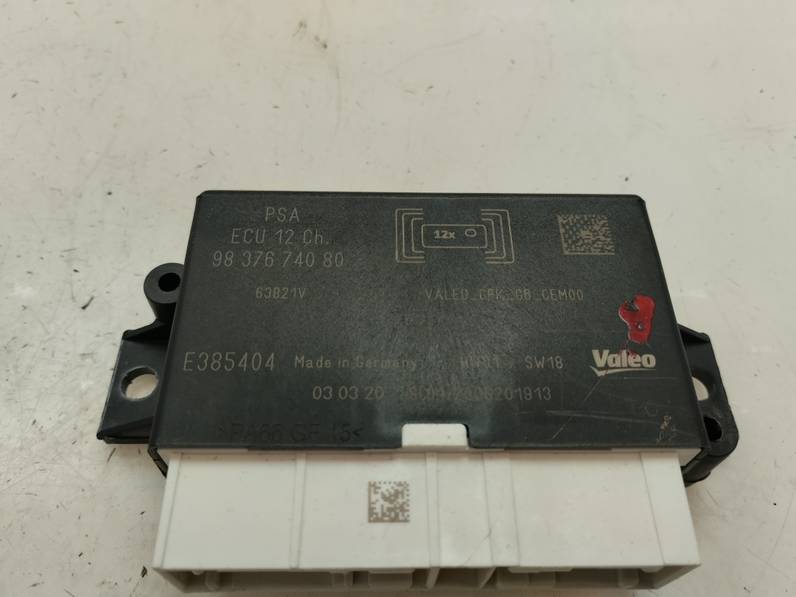 PSA
ECU 12 Ch.
98 376 740 80
12x
63821V
E385404 Made in Germany SW18 Valeo
03 03 20